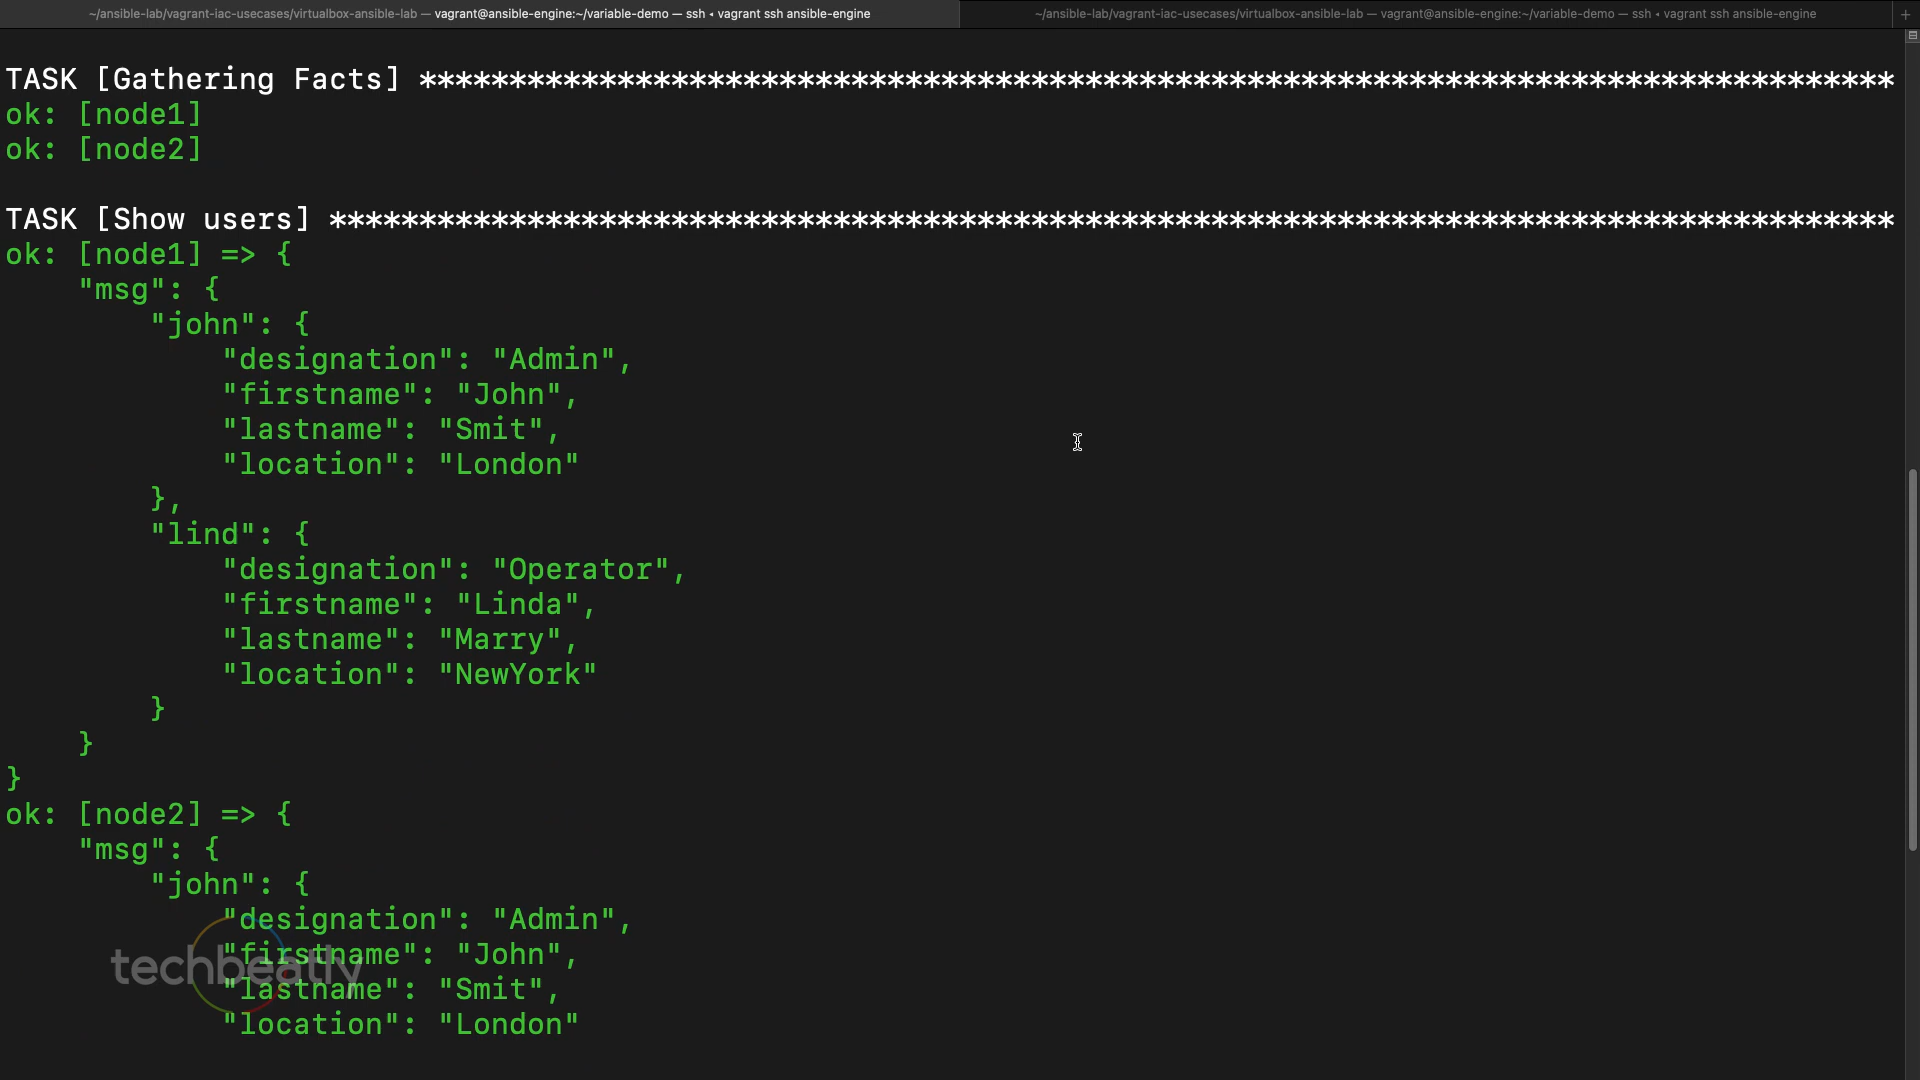 ~/ansible-lab/vagrant-iac-usecases/virtualbox-ansible-lab — vagrant@ansible-engine:~/variable-demo — ssh ◂ vagrant ssh ansible-engine
~/ansible-lab/vagrant-iac-usecases/virtualbox-ansible-lab — vagrant@ansible-engine:~/variable-demo — ssh ◂ vagrant ssh ansible-engine
+
TASK [Gathering Facts] **********************************************************************************
ok: [node1]
ok: [node2]
TASK [Show users] ***************************************************************************************
ok: [node1] => {
    "msg": {
        "john": {
            "designation": "Admin",
            "firstname": "John",
            "lastname": "Smit",
            "location": "London"
        },
        "lind": {
            "designation": "Operator",
            "firstname": "Linda",
            "lastname": "Marry",
            "location": "NewYork"
        }
    }
}
ok: [node2] => {
    "msg": {
        "john": {
            "designation": "Admin",
            "firstname": "John",
            "lastname": "Smit",
            "location": "London"
techbeatly